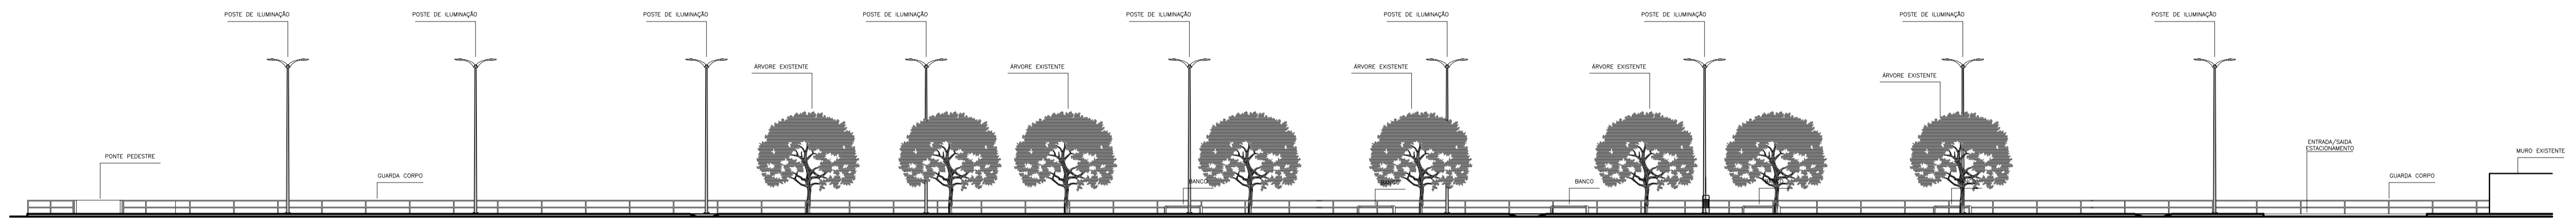 POSTE DE ILUMINAÇÃO
POSTE DE ILUMINAÇÃO
POSTE DE ILUMINAÇÃO
POSTE DE ILUMINAÇÃO
POSTE DE ILUMINAÇÃO
POSTE DE ILUMINAÇÃO
POSTE DE ILUMINAÇÃO
POSTE DE ILUMINAÇÃO
POSTE DE ILUMINAÇÃO
ÁRVORE EXISTENTE
ÁRVORE EXISTENTE
ÁRVORE EXISTENTE
ÁRVORE EXISTENTE
ÁRVORE EXISTENTE
PONTE PEDESTRE
GUARDA CORPO
BANCO
BANCO
ENTRADA/SAIDA
ESTACIONAMENTO
MURO EXISTENTE
GUARDA CORPO